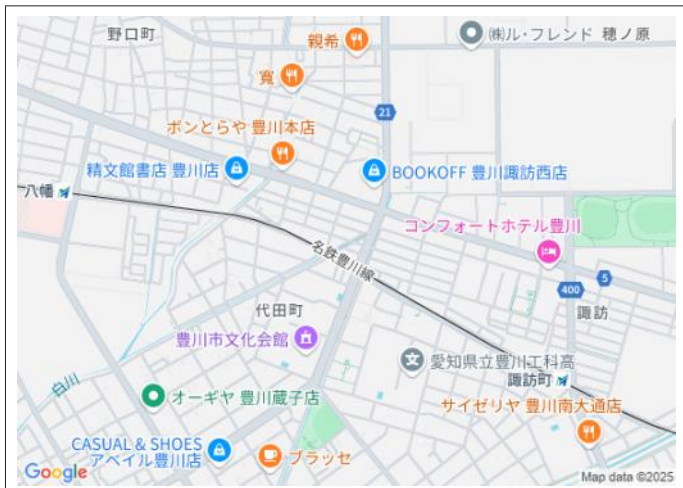 野口町
親希
㈱ル・フレンド 穂ノ原
寛
21
ボンとらや 豊川本店
精文館書店 豊川店
BOOKOFF 豊川諏訪西店
八幡
コンフォートホテル豊川
名鉄豊川線
5
400
代田町
諏訪
豊川市文化会館
愛知県立豊川工科高
白川
諏訪町
オーギヤ 豊川蔵子店
サイゼリヤ 豊川南大通店
CASUAL & SHOES
アベイル豊川店
ブラッセ
Google
Map data ©2025